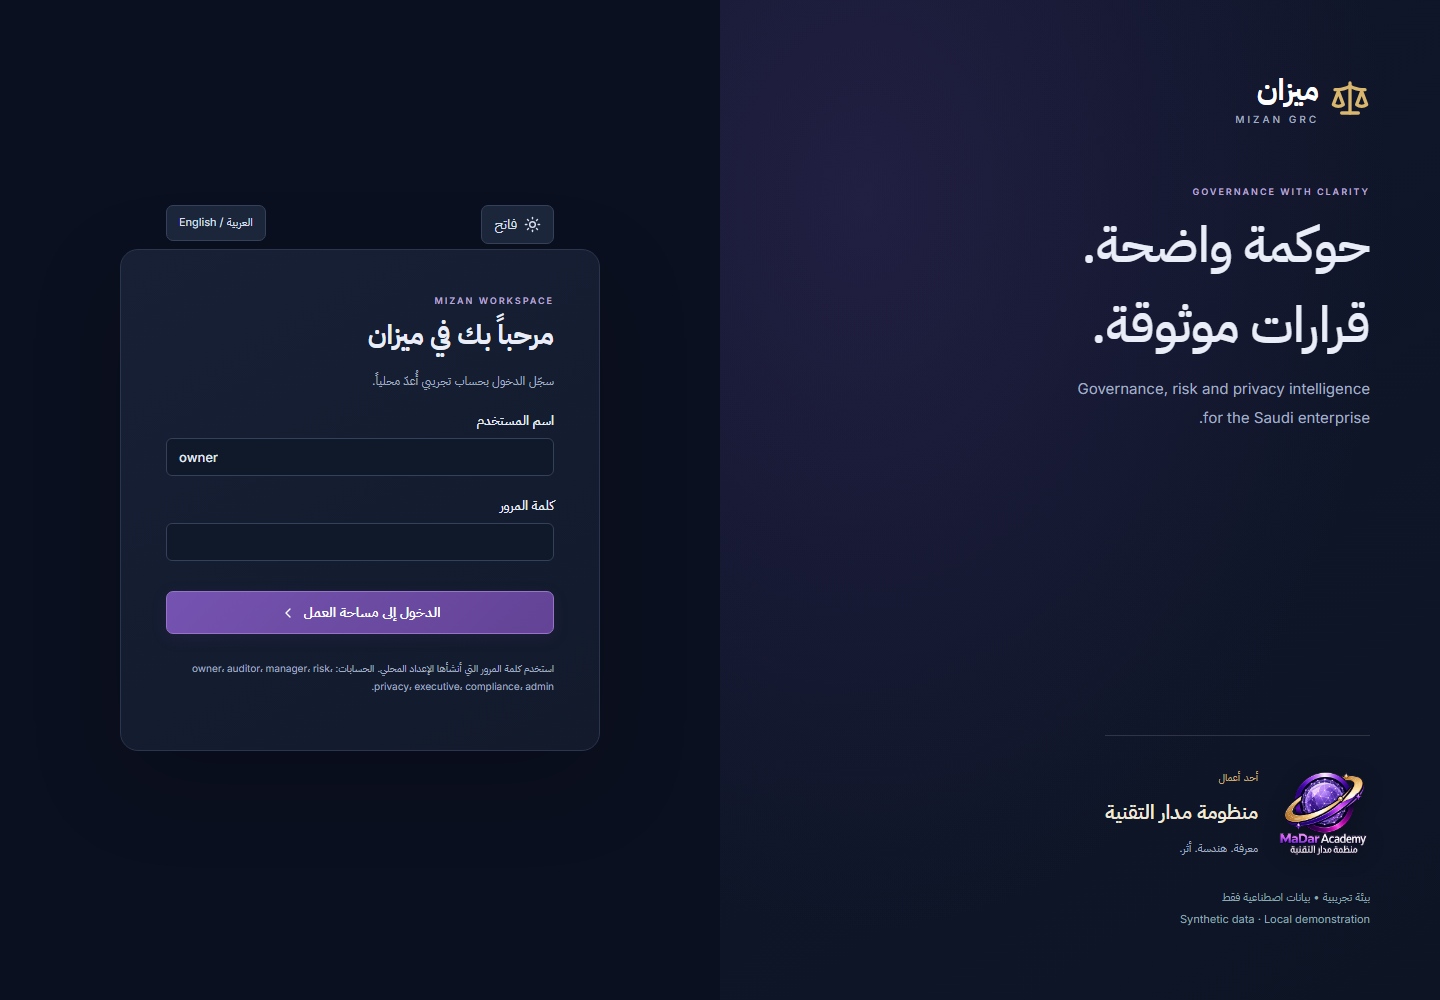 ميزان
MIZAN GRC
GOVERNANCE WITH CLARITY
حوكمة واضحة.
قرارات موثوقة.
Governance, risk and privacy intelligence
for the Saudi enterprise.
أحد أعمال
منظومة مدار التقنية
معرفة. هندسة. أثر.
MaDar Academy
منظمة مدار التقنية
بيئة تجريبية • بيانات اصطناعية فقط
Synthetic data · Local demonstration
فاتح
العربية / English
MIZAN WORKSPACE
مرحباً بك في ميزان
سجّل الدخول بحساب تجريبي أُعدّ محلياً.
اسم المستخدم
owner
كلمة المرور
الدخول إلى مساحة العمل
استخدم كلمة المرور التي أنشأها الإعداد المحلي. الحسابات: owner، auditor، manager، risk،
privacy، executive، compliance، admin.